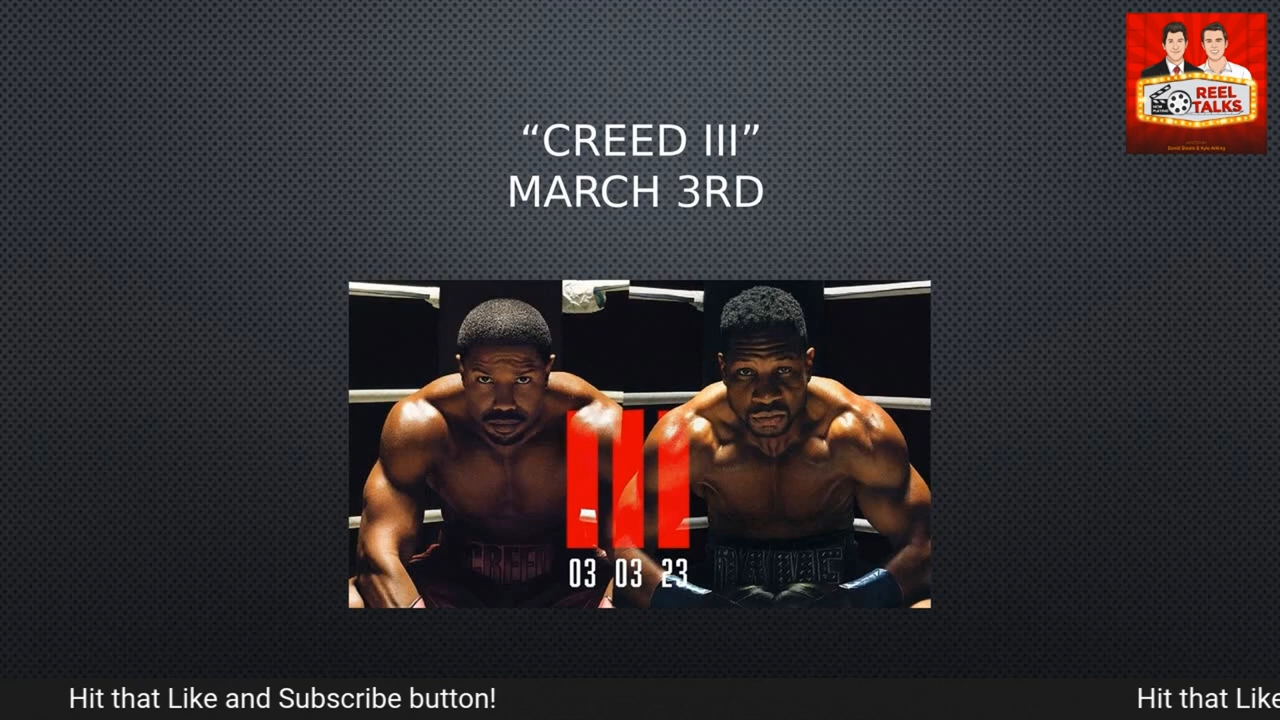 “CREED III”
MARCH 3RD
REEL
TALKS
III
CREED
03 03 23
Hit that Like and Subscribe button!
Hit that Like